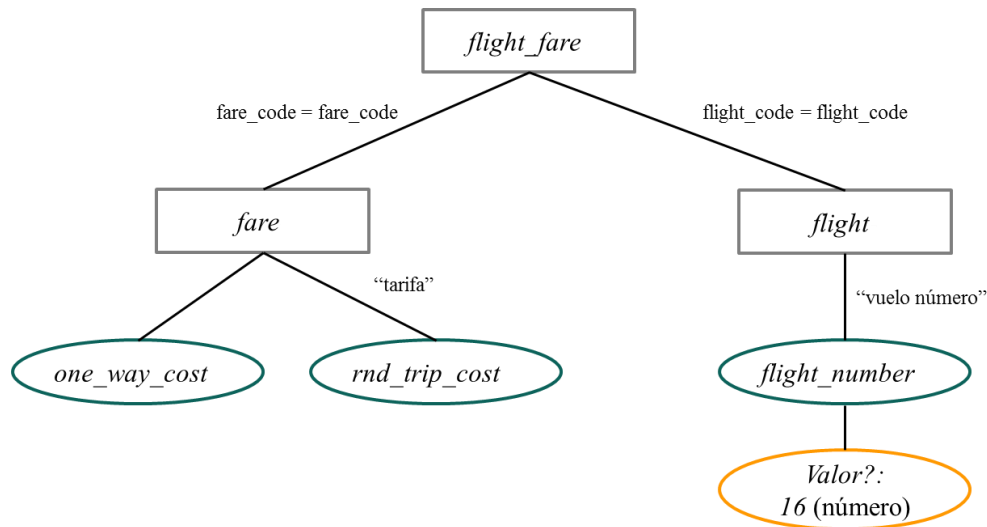 flight_fare
fare_code = fare_code
flight_code = flight_code
fare
flight
“tarifa”
“vuelo número”
one_way_cost
rnd_trip_cost
flight_number
Valor?:
16 (número)